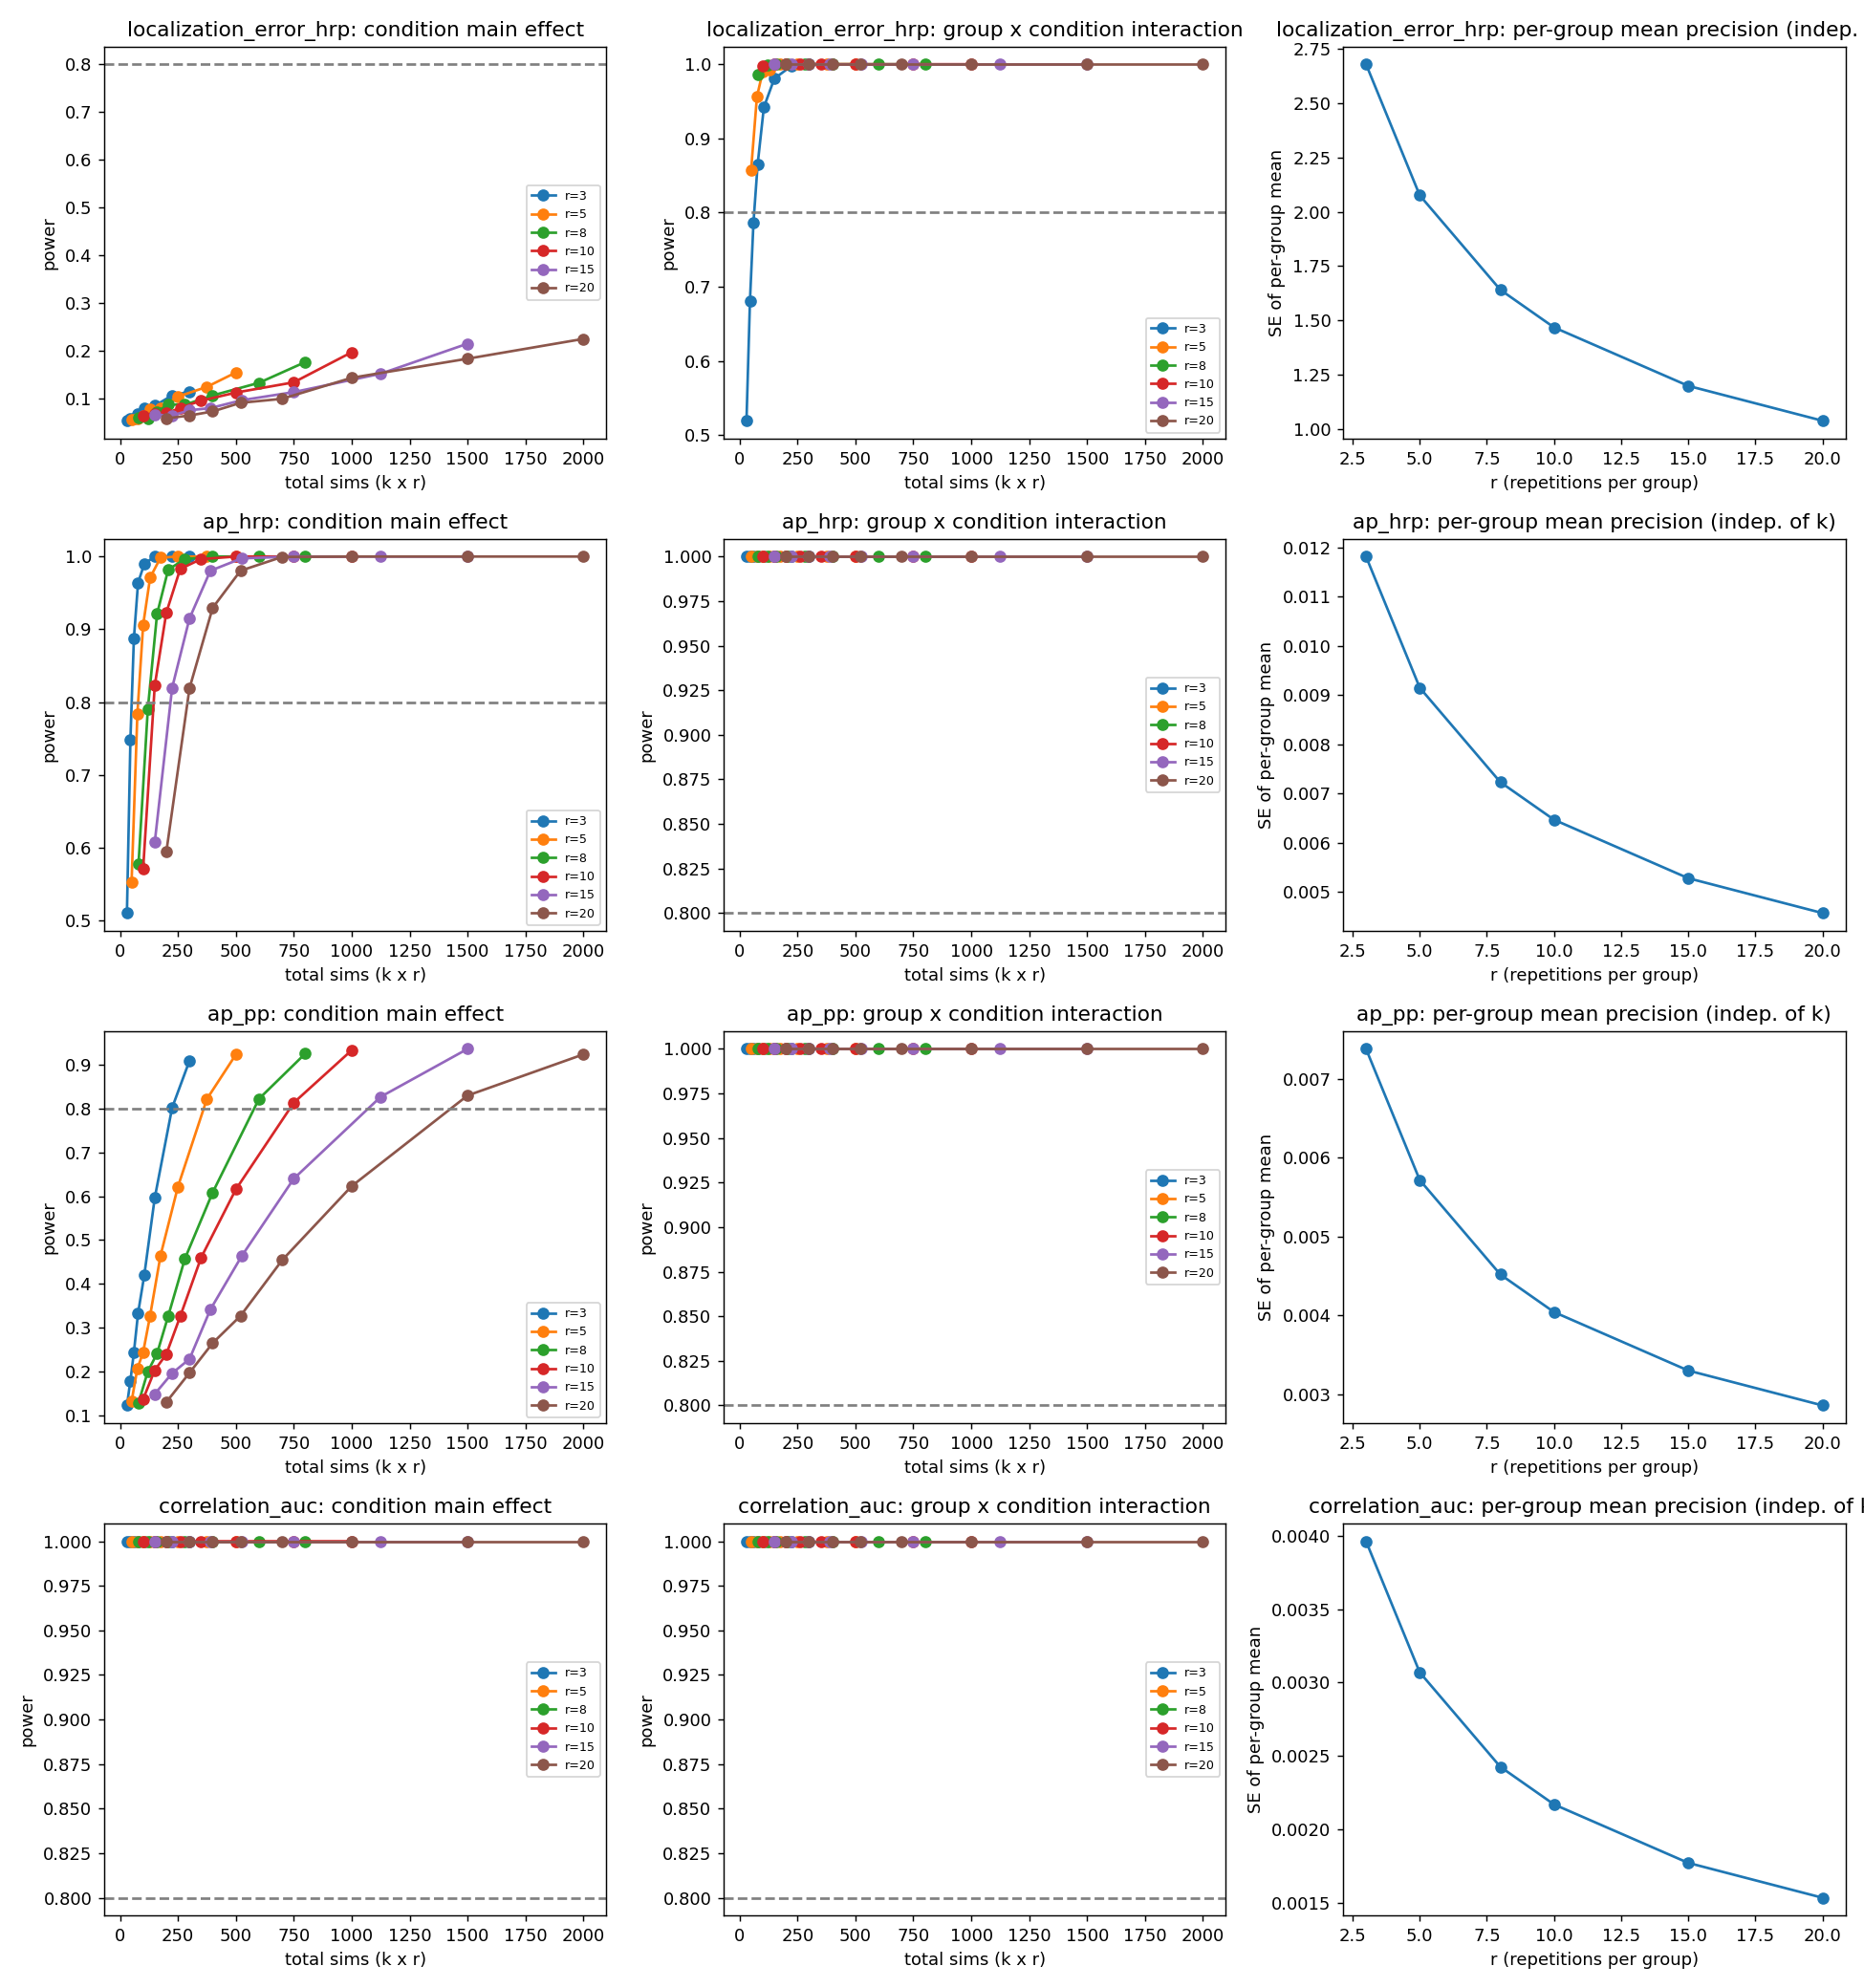 localization_error_hrp: condition main effect
0.8
0.7
0.6
0.5
0.4
0.3
0.2
0.1
power
r=3
r=5
r=8
r=10
r=15
r=20
0 250 500 750 1000 1250 1500 1750 2000
total sims (k x r)
localization_error_hrp: group x condition interaction
1.0
0.9
0.8
0.7
0.6
0.5
power
r=3
r=5
r=8
r=10
r=15
r=20
0 250 500 750 1000 1250 1500 1750 2000
total sims (k x r)
localization_error_hrp: per-group mean precision (indep.
2.75
2.50
2.25
2.00
1.75
1.50
1.25
1.00
SE of per-group mean
2.5 5.0 7.5 10.0 12.5 15.0 17.5 20.0
r (repetitions per group)
ap_hrp: condition main effect
1.0
0.9
0.8
0.7
0.6
0.5
power
r=3
r=5
r=8
r=10
r=15
r=20
0 250 500 750 1000 1250 1500 1750 2000
total sims (k x r)
ap_hrp: group x condition interaction
1.000
0.975
0.950
0.925
0.900
0.875
0.850
0.825
0.800
power
r=3
r=5
r=8
r=10
r=15
r=20
0 250 500 750 1000 1250 1500 1750 2000
total sims (k x r)
ap_hrp: per-group mean precision (indep. of k)
0.012
0.011
0.010
0.009
0.008
0.007
0.006
0.005
SE of per-group mean
2.5 5.0 7.5 10.0 12.5 15.0 17.5 20.0
r (repetitions per group)
ap_pp: condition main effect
0.9
0.8
0.7
0.6
0.5
0.4
0.3
0.2
0.1
power
r=3
r=5
r=8
r=10
r=15
r=20
0 250 500 750 1000 1250 1500 1750 2000
total sims (k x r)
ap_pp: group x condition interaction
1.000
0.975
0.950
0.925
0.900
0.875
0.850
0.825
0.800
power
r=3
r=5
r=8
r=10
r=15
r=20
0 250 500 750 1000 1250 1500 1750 2000
total sims (k x r)
ap_pp: per-group mean precision (indep. of k)
0.007
0.006
0.005
0.004
0.003
SE of per-group mean
2.5 5.0 7.5 10.0 12.5 15.0 17.5 20.0
r (repetitions per group)
correlation_auc: condition main effect
1.000
0.975
0.950
0.925
0.900
0.875
0.850
0.825
0.800
power
r=3
r=5
r=8
r=10
r=15
r=20
0 250 500 750 1000 1250 1500 1750 2000
total sims (k x r)
correlation_auc: group x condition interaction
1.000
0.975
0.950
0.925
0.900
0.875
0.850
0.825
0.800
power
r=3
r=5
r=8
r=10
r=15
r=20
0 250 500 750 1000 1250 1500 1750 2000
total sims (k x r)
correlation_auc: per-group mean precision (indep. of
0.0040
0.0035
0.0030
0.0025
0.0020
0.0015
SE of per-group mean
2.5 5.0 7.5 10.0 12.5 15.0 17.5 20.0
r (repetitions per group)